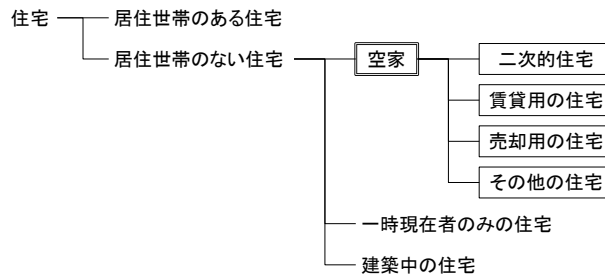 住宅
居住世帯のある住宅
居住世帯のない住宅
空家
二次的住宅
賃貸用の住宅
売却用の住宅
その他の住宅
一時現在者のみの住宅
建築中の住宅